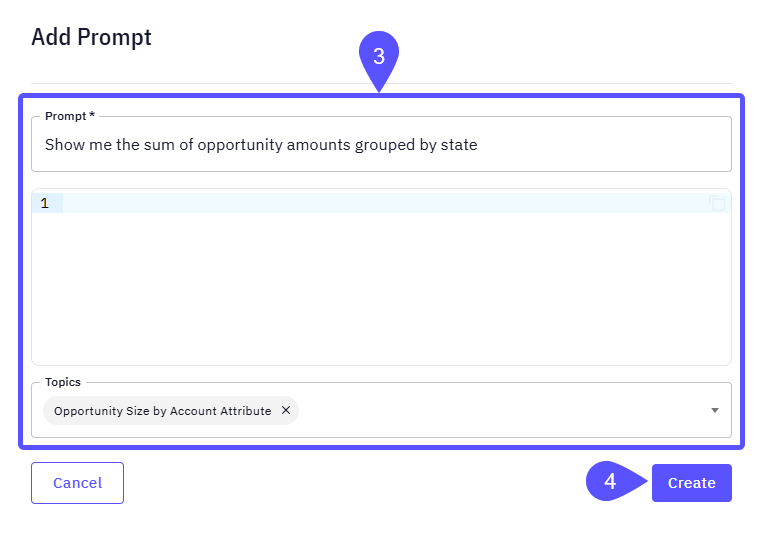 Add Prompt
3
Prompt *
Show me the sum of opportunity amounts grouped by state
1
Topics
Opportunity Size by Account Attribute ×
Cancel
4
Create